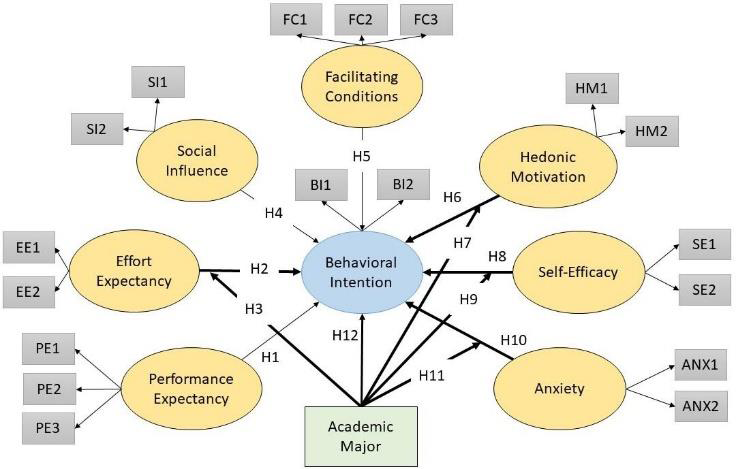 FC1
FC2
FC3
Facilitating
Conditions
SI1
SI2
Social
Influence
HM1
HM2
Hedonic
Motivation
H5
BI1
BI2
H6
H4
H7
EE1
EE2
Effort
Expectancy
H2
Behavioral
Intention
H8
Self-Efficacy
SE1
SE2
H3
H9
PE1
PE2
PE3
Performance
Expectancy
H1
H12
H10
H11
Anxiety
ANX1
ANX2
Academic
Major